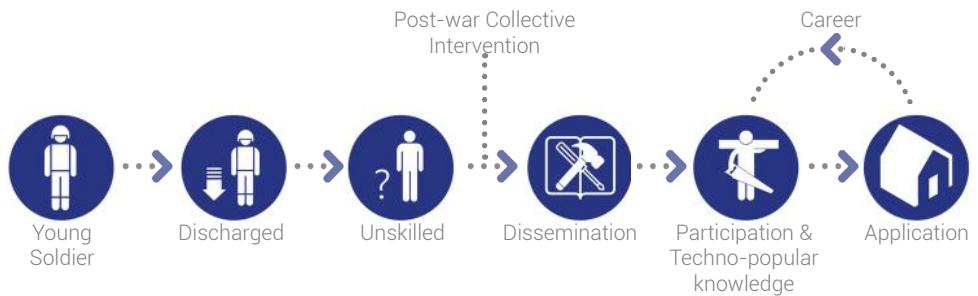 Post-war Collective
Intervention
Career
?
Young
Soldier
Discharged
Unskilled
Dissemination
Participation &
Techno-popular
knowledge
Application